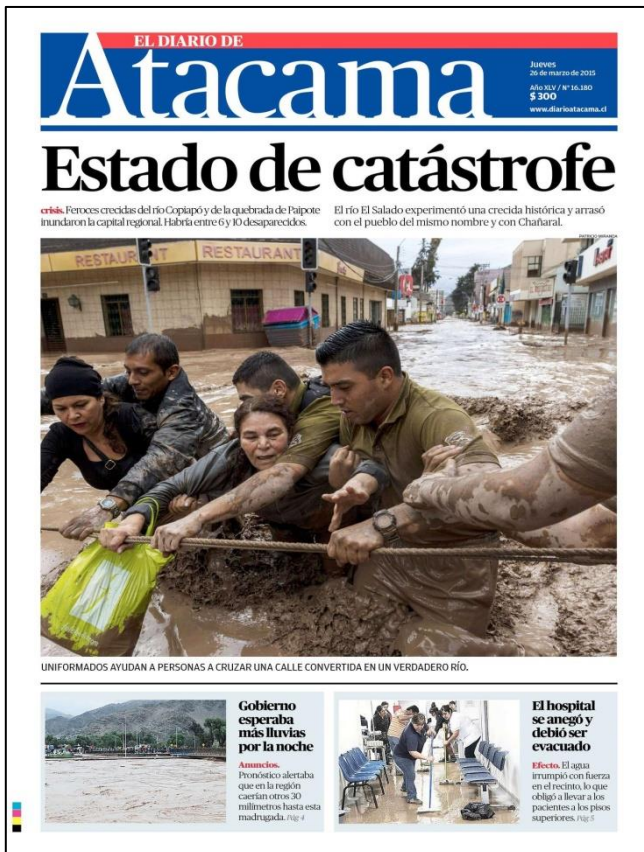 EL DIARIO DE
Atacama
Jueves
26 de marzo de 2015
Año XLV / N° 16.180
$ 300
www.diarioatacama.cl
Estado de catástrofe
crisis. Feroces crecidas del río Copiapó y de la quebrada de Paipote
inundaron la capital regional. Habría entre 6 y 10 desaparecidos.
El río El Salado experimentó una crecida histórica y arrasó
con el pueblo del mismo nombre y con Chañaral.
PATRICIO MIRANDA
RESTAURANT
RESTAURANT
UNIFORMADOS AYUDAN A PERSONAS A CRUZAR UNA CALLE CONVERTIDA EN UN VERDADERO RÍO.
Gobierno
esperaba
más lluvias
por la noche
Anuncios.
Pronóstico alertaba
que en la región
caerían otros 30
milímetros hasta esta
madrugada. Pág 4
El hospital
se anegó y
debió ser
evacuado
Efecto. El agua
irrumpió con fuerza
en el recinto, lo que
obligó a llevar a los
pacientes a los pisos
superiores. Pág 5